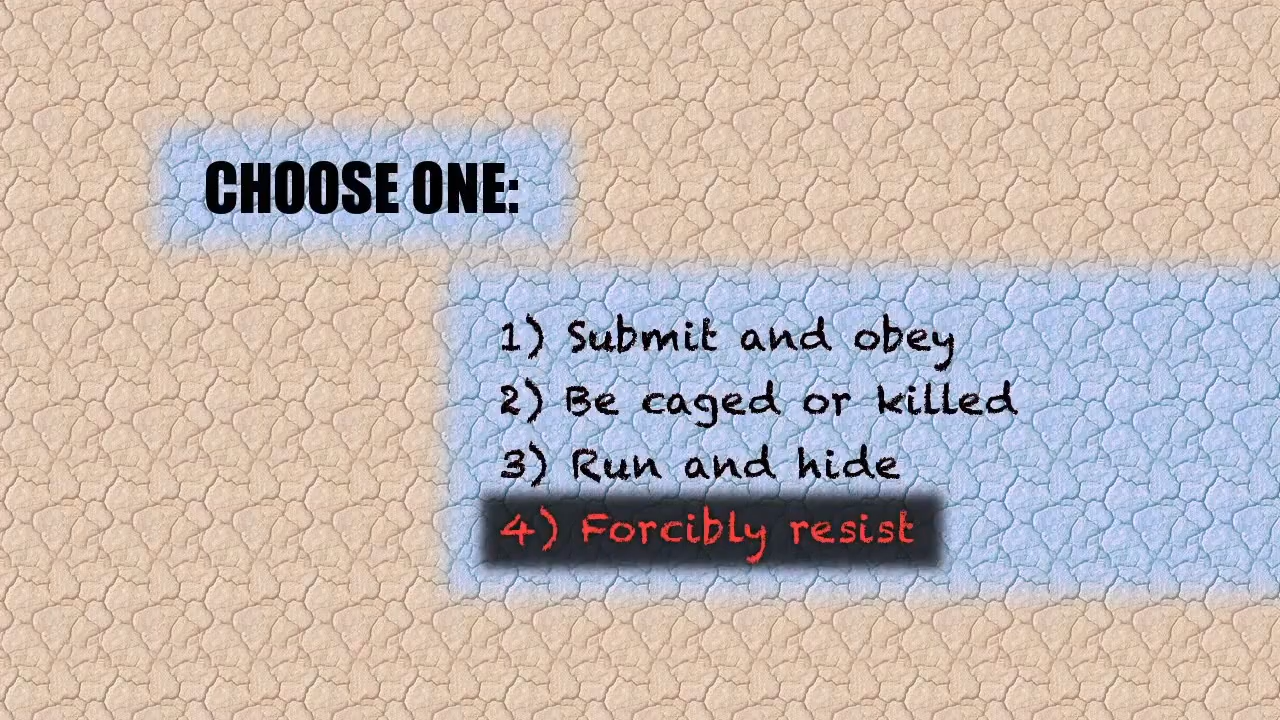 CHOOSE ONE:
1) Submit and obey
2) Be caged or killed
3) Run and hide
4) Forcibly resist